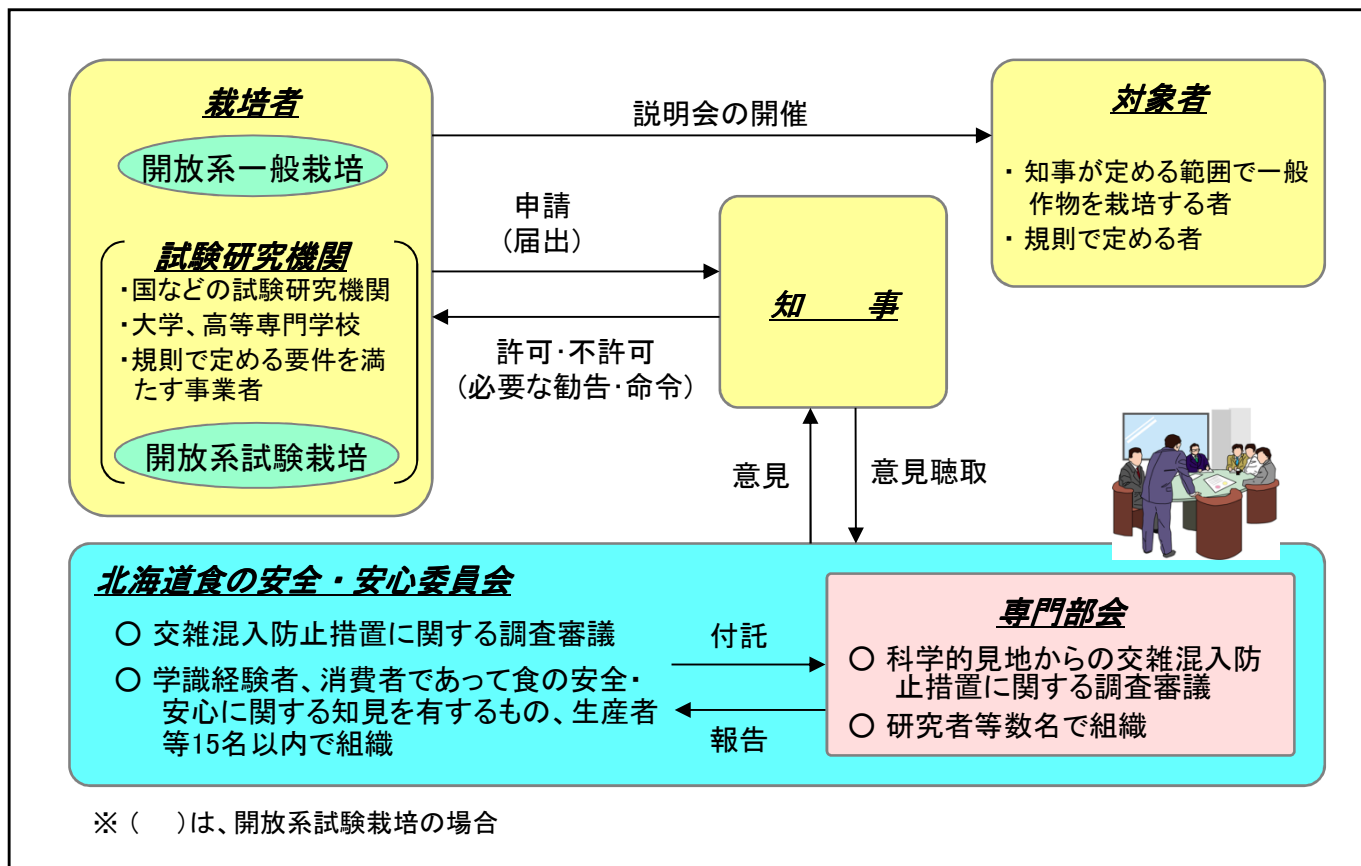 栽培者
開放系一般栽培
試験研究機関
・国などの試験研究機関
・大学、高等専門学校
・規則で定める要件を満
たす事業者
開放系試験栽培
説明会の開催
対象者
・ 知事が定める範囲で一般
作物を栽培する者
・ 規則で定める者
申請
(届出)
知　　事
許可・不許可
(必要な勧告・命令)
意見
意見聴取
北海道食の安全・安心委員会
○ 交雑混入防止措置に関する調査審議
○ 学識経験者、消費者であって食の安全・
安心に関する知見を有するもの、生産者
等15名以内で組織
付託
報告
専門部会
○ 科学的見地からの交雑混入防
止措置に関する調査審議
○ 研究者等数名で組織
※ (　)は、開放系試験栽培の場合